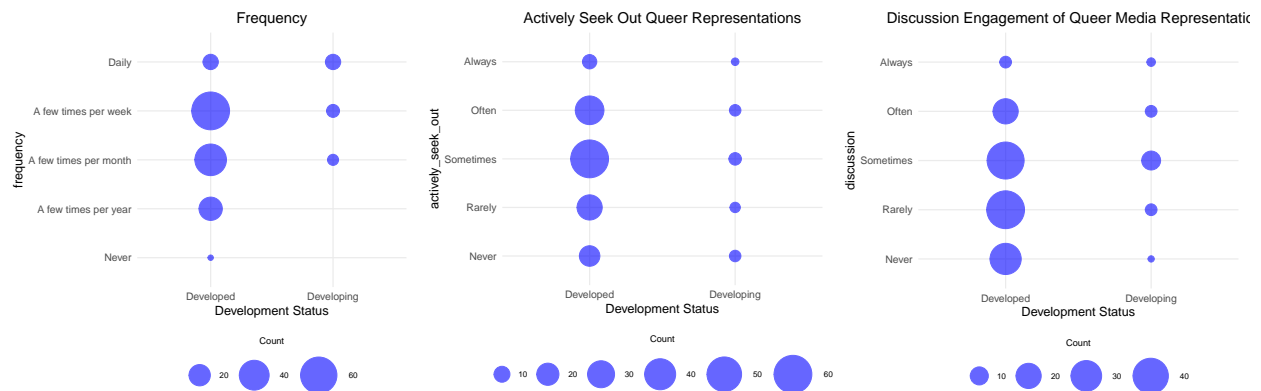 Frequency
frequency
Daily
A few times per week
A few times per month
A few times per year
Never
Developed Developing
Development Status
Count
20 40 60
Actively Seek Out Queer Representations
actively_seek_out
Always
Often
Sometimes
Rarely
Never
Developed Developing
Development Status
Count
10 20 30 40 50 60
Discussion Engagement of Queer Media Representatic
discussion
Always
Often
Sometimes
Rarely
Never
Developed Developing
Development Status
Count
10 20 30 40